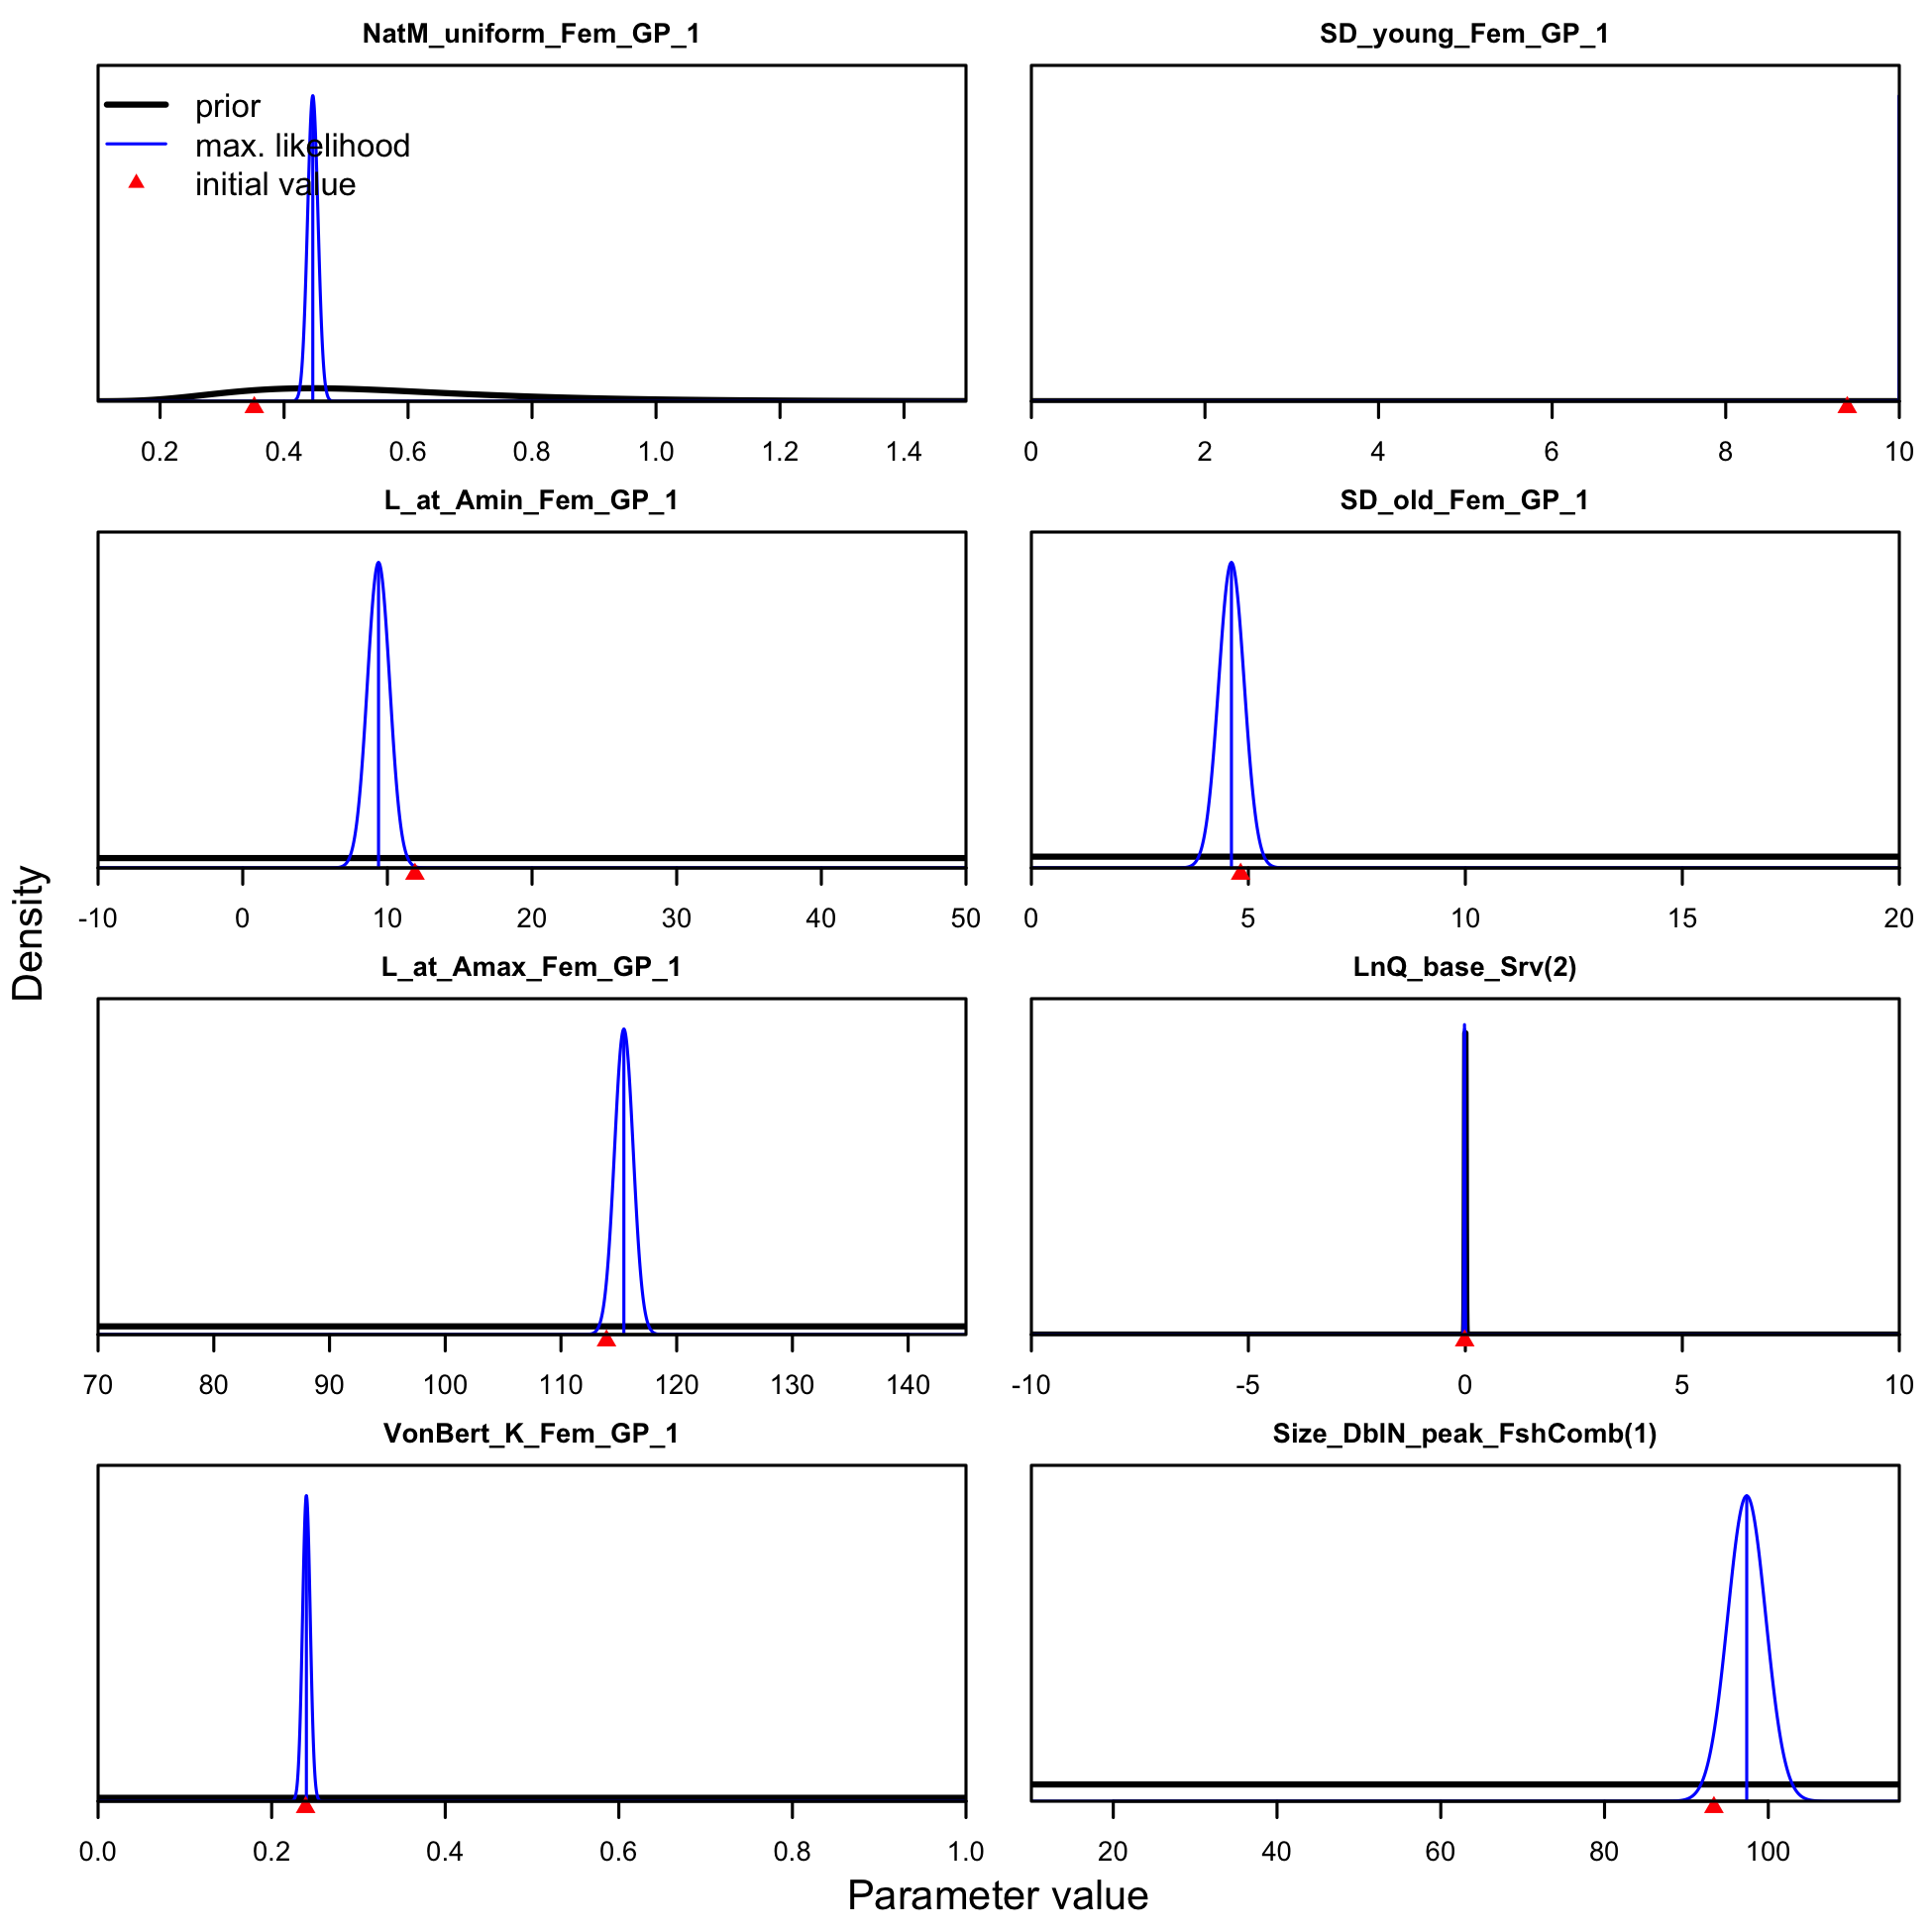 NatM_uniform_Fem_GP_1
prior
max. likelihood
initial value
0.2 0.4 0.6 0.8 1.0 1.2 1.4
SD_young_Fem_GP_1
0 2 4 6 8 10
L_at_Amin_Fem_GP_1
-10 0 10 20 30 40 50
SD_old_Fem_GP_1
0 5 10 15 20
L_at_Amax_Fem_GP_1
70 80 90 100 110 120 130 140
LnQ_base_Srv(2)
-10 -5 0 5 10
VonBert_K_Fem_GP_1
0.0 0.2 0.4 0.6 0.8 1.0
Size_DblN_peak_FshComb(1)
20 40 60 80 100
Density
Parameter value